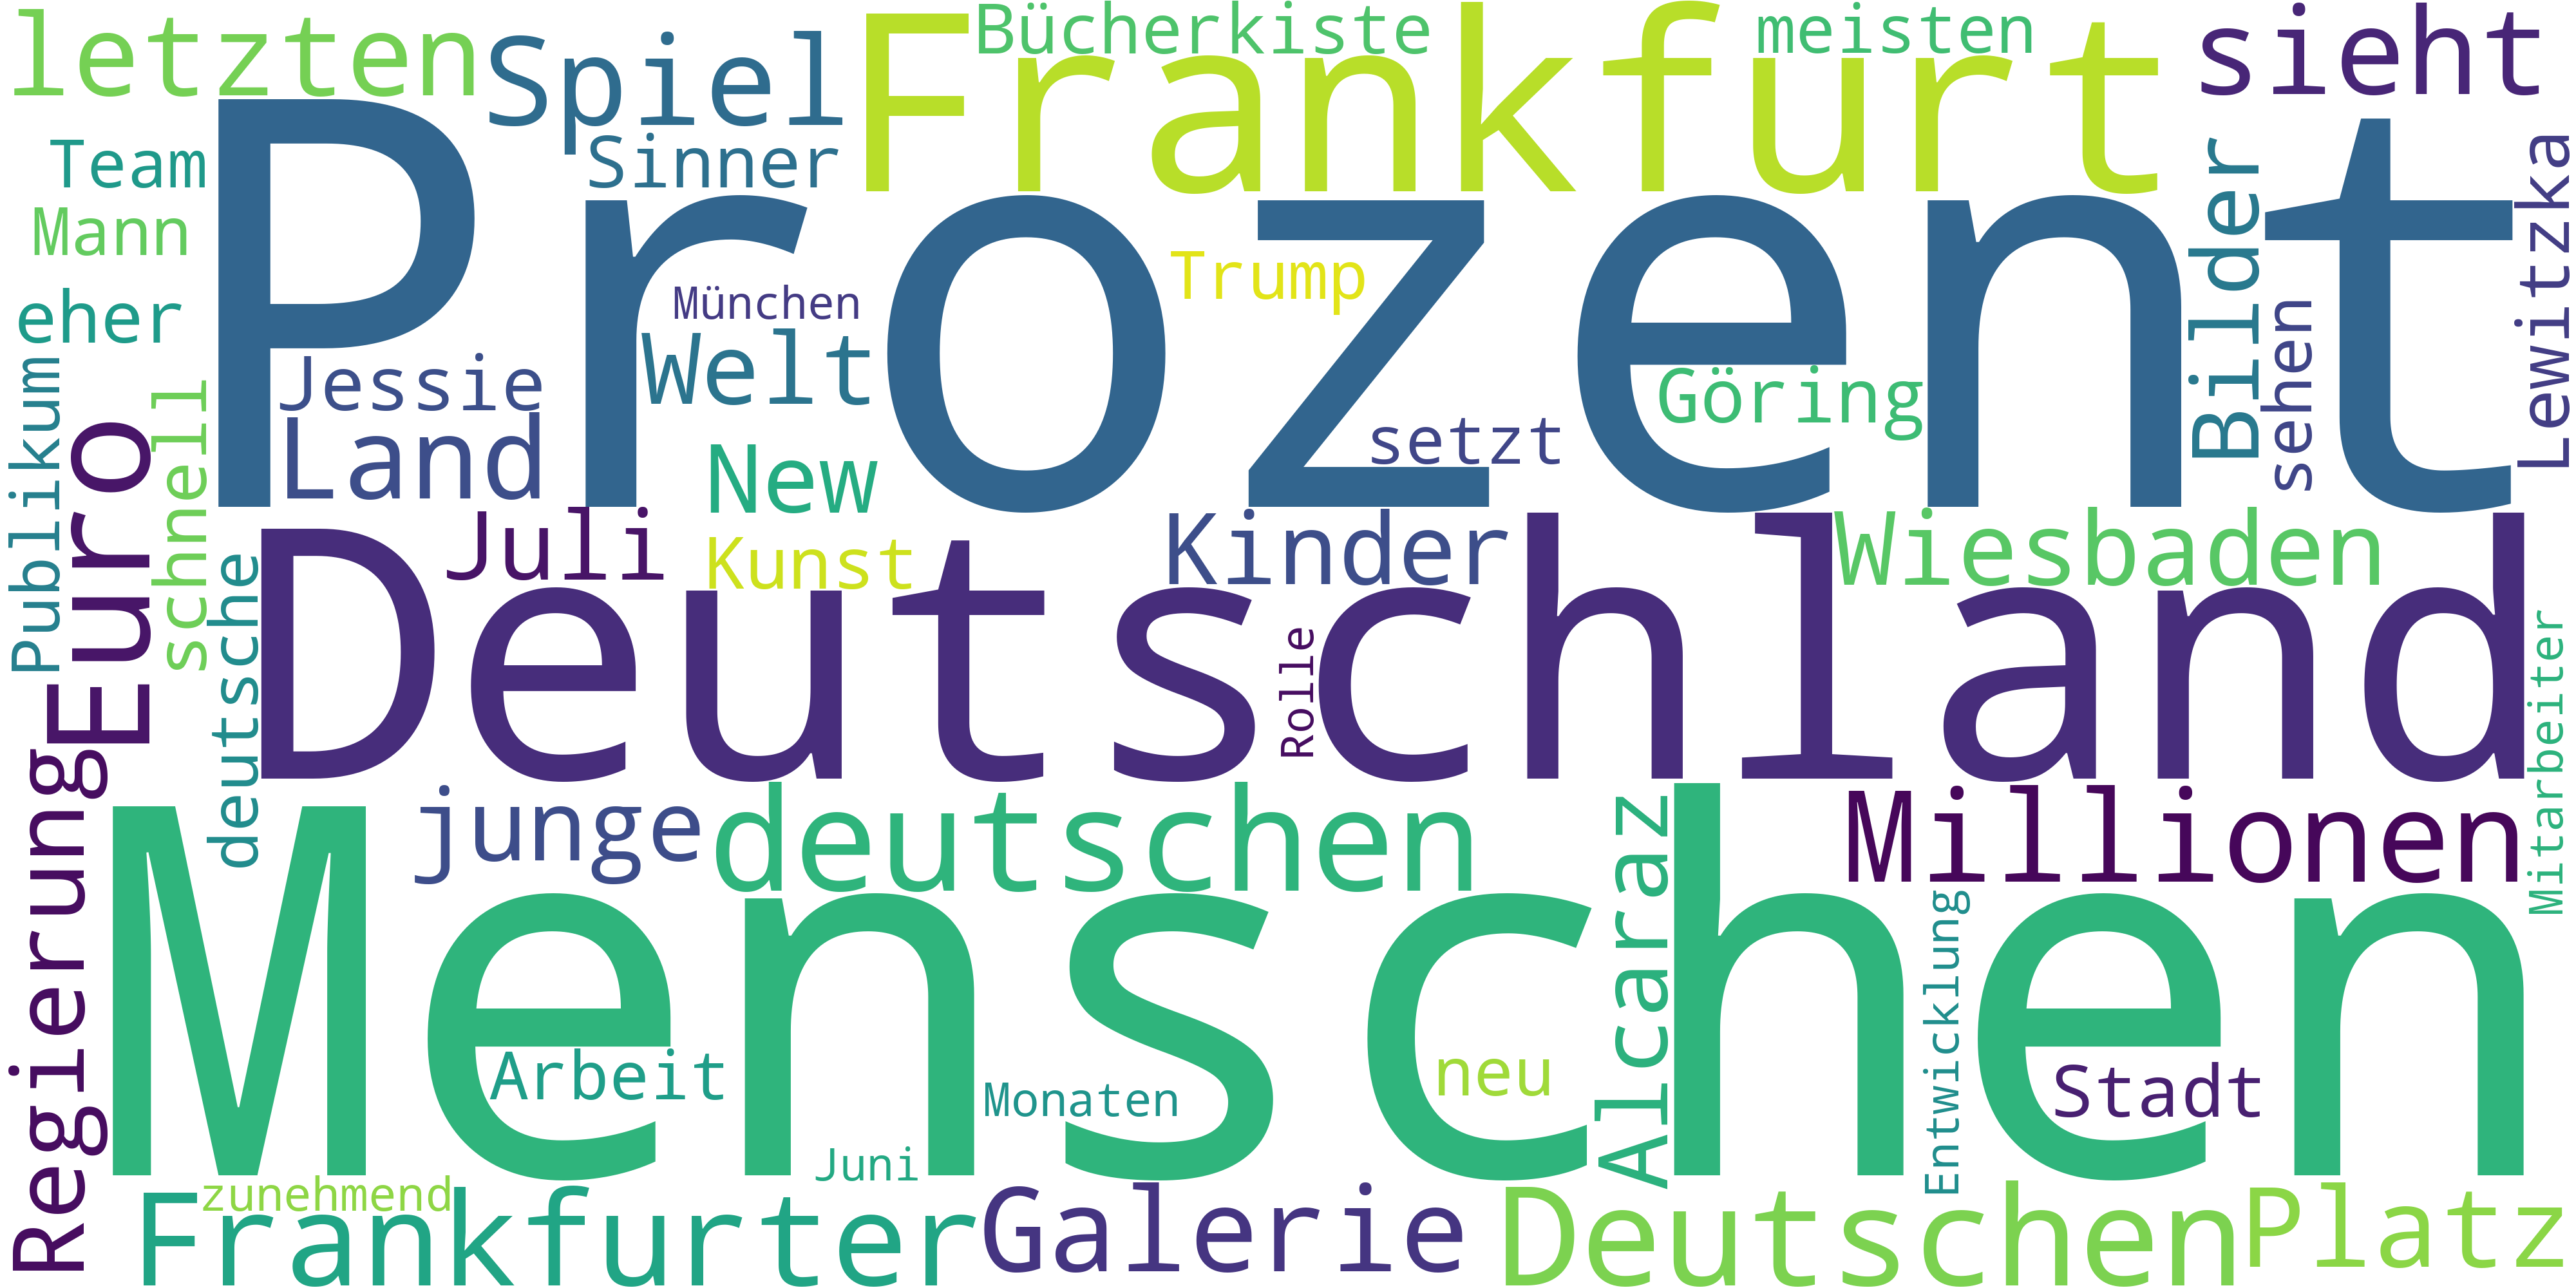 letzten
Spiel
Frankfurt
Bücherkiste
meisten
sieht
Team
Sinner
Mann
Prozent
Trump
Bilder
Lewitzka
eher
München
Welt
sehen
Jessie
Göring
Publikum
schnell
Euro
Land
New
setzt
Juli
Kunst
Kinder
Wiesbaden
deutsche
Deutschland
Rolle
Mitarbeiter
Regierung
junge
deutschen
Alcaraz
Millionen
Menschen
Entwicklung
Arbeit
Monaten
neu
Stadt
Juni
zunehmend
Frankfurter
Galerie
Deutschen
Platz